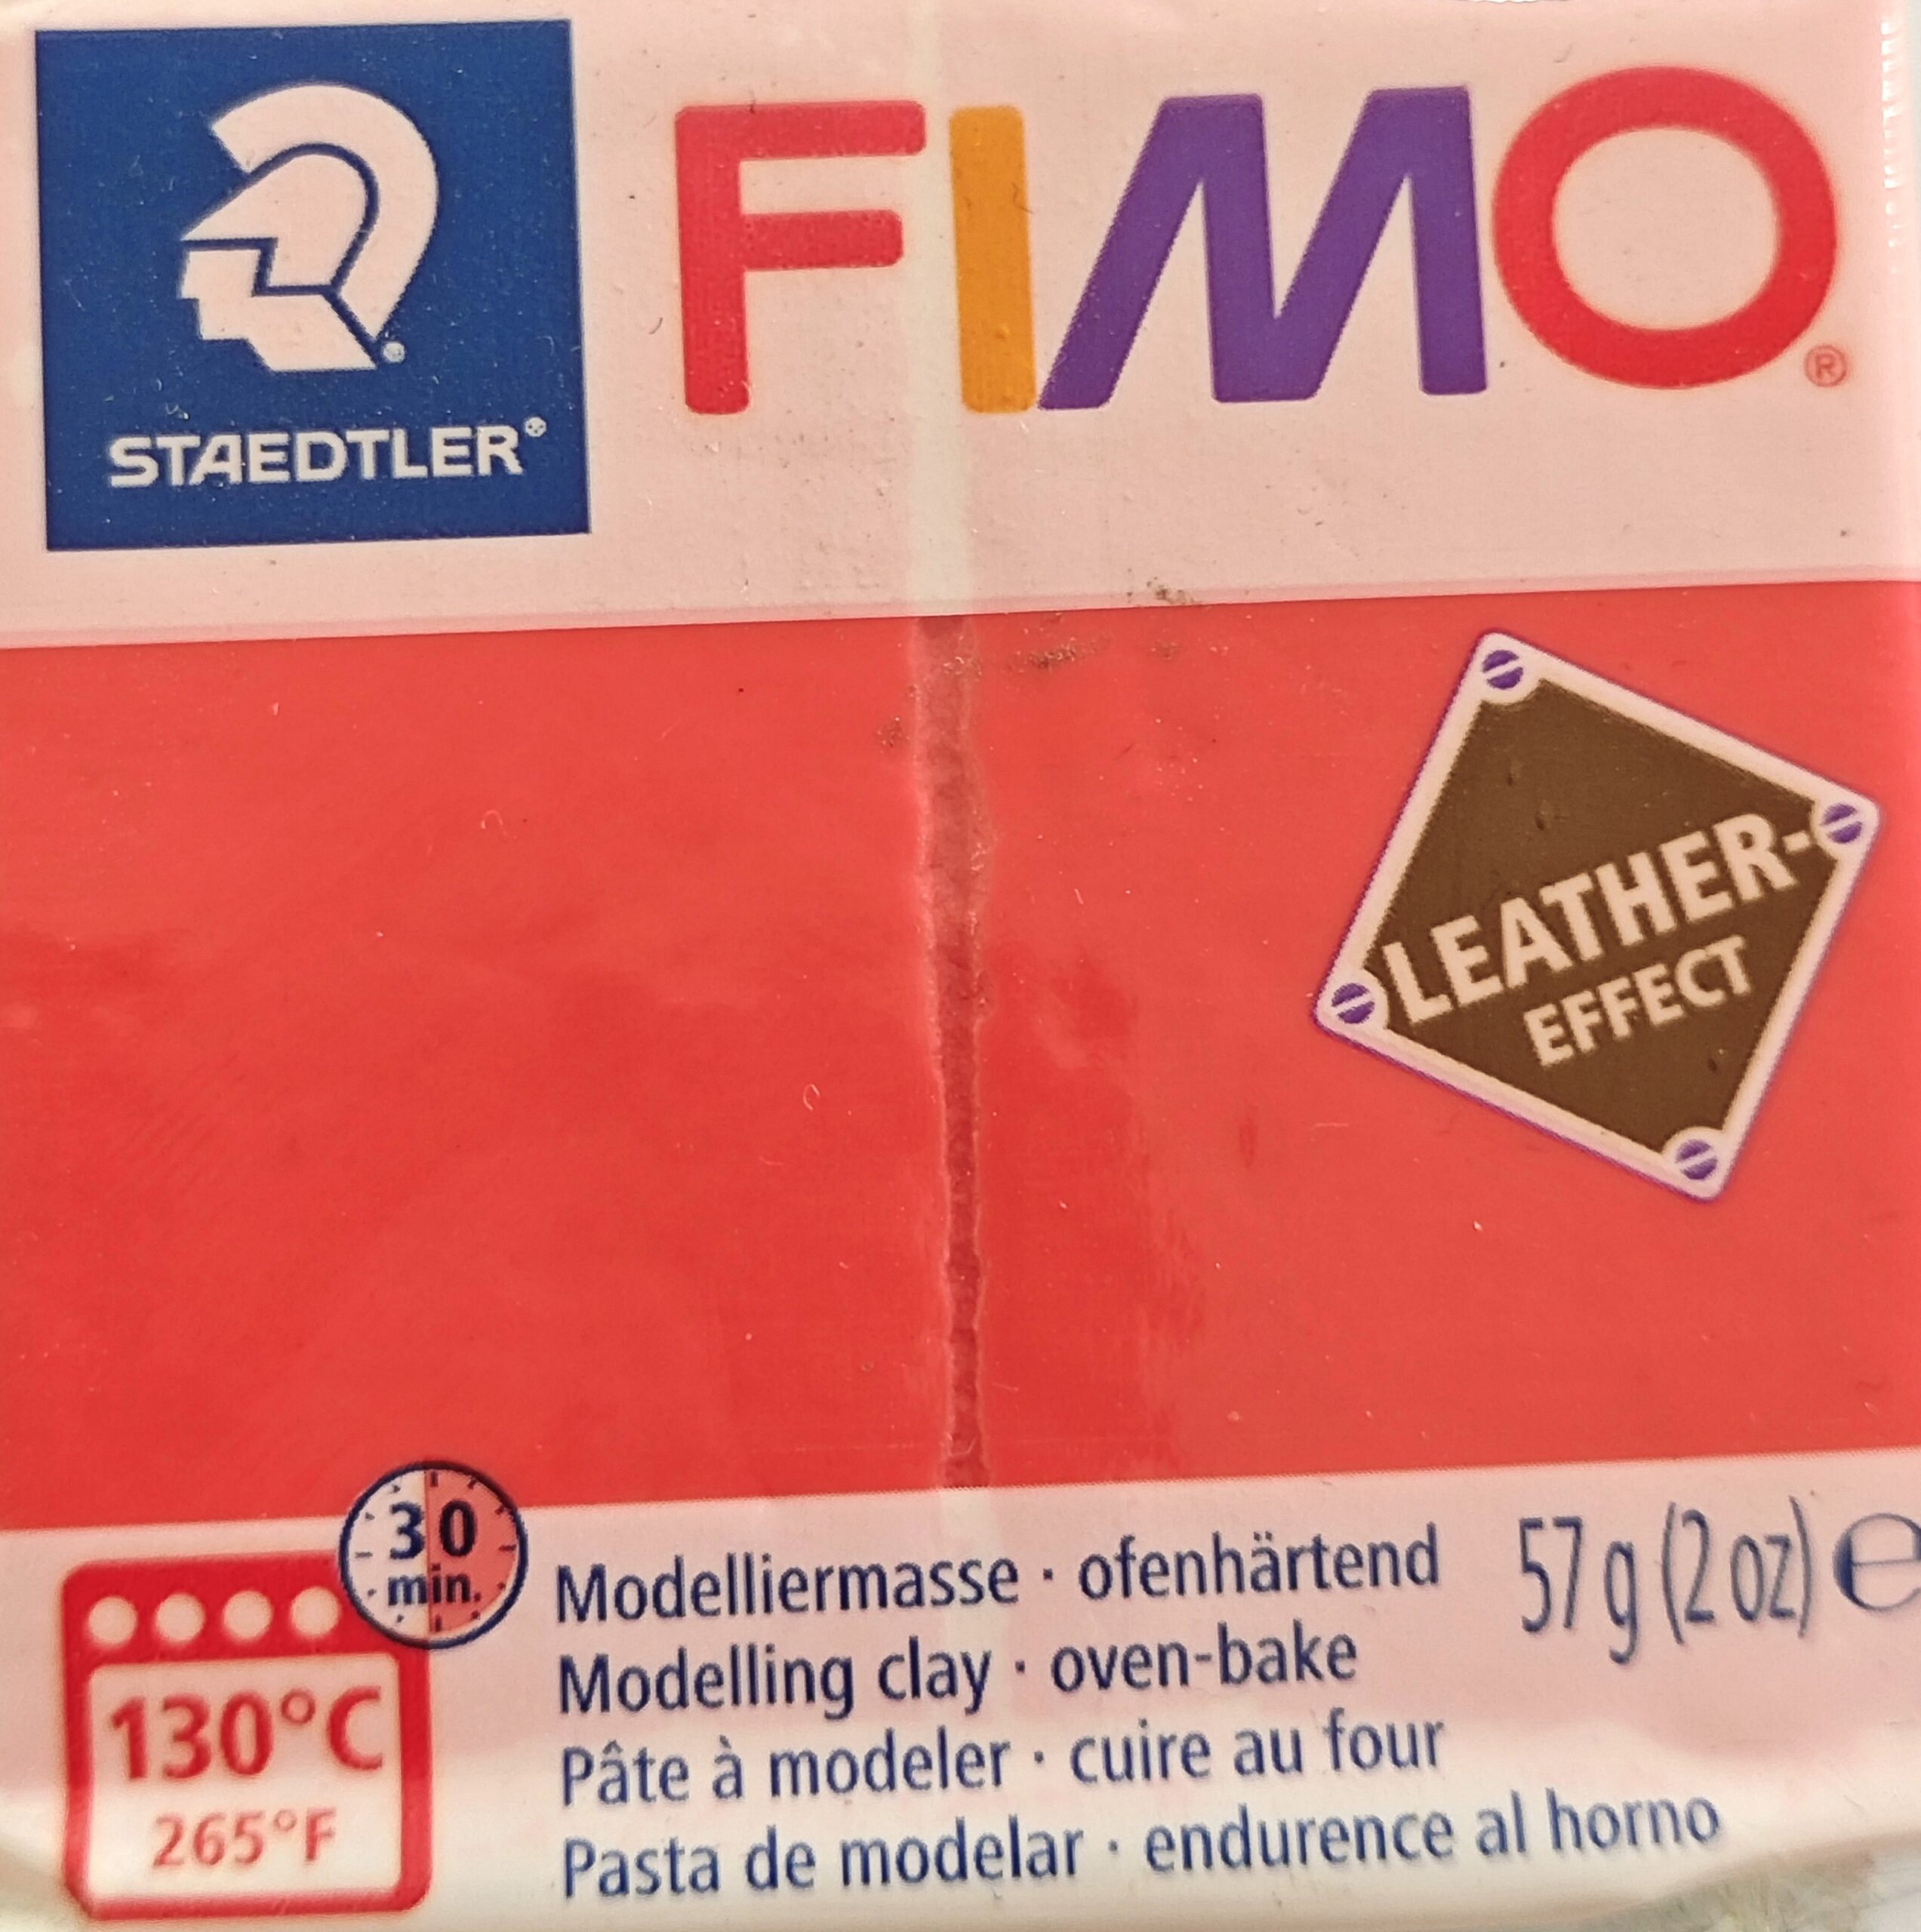 STAEDTLER
FIMO®
LEATHER-
EFFECT
30
min.
130°C
265°F
Modelliermasse · ofenhärtend
Modelling clay · oven-bake
Pâte à modeler · cuire au four
Pasta de modelar · endurence al horno
57 g (2 oz) ℮